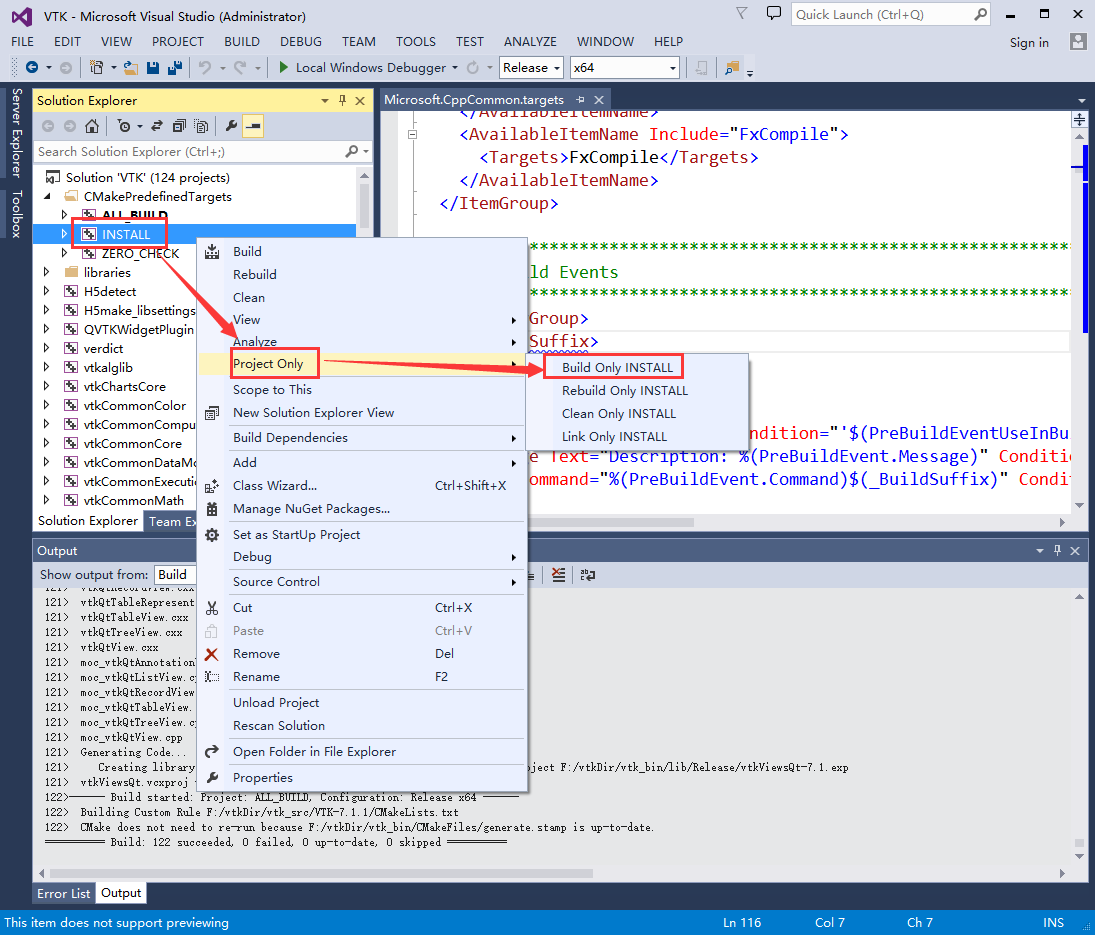 VTK - Microsoft Visual Studio (Administrator)
Quick Launch (Ctrl+Q)
FILE EDIT VIEW PROJECT BUILD DEBUG TEAM TOOLS TEST ANALYZE WINDOW HELP
Sign in
Local Windows Debugger Release x64
Server Explorer
Toolbox
Solution Explorer
Search Solution Explorer (Ctrl+;)
Solution 'VTK' (124 projects)
CMakePredefinedTargets
ALL_BUILD
INSTALL
ZERO_CHECK
libraries
H5detect
H5make_libsettings
QVTKWidgetPlugin
verdict
vtkalglib
vtkChartsCore
vtkCommonColor
vtkCommonCompu
vtkCommonCore
vtkCommonDataMo
vtkCommonExecutio
vtkCommonMath
Solution Explorer Team Ex
Microsoft.CppCommon.targets
</AvailableItemName>
<AvailableItemName Include="FxCompile">
<Targets>FxCompile</Targets>
</AvailableItemName>
</ItemGroup>
ld Events
Group>
Suffix>
ndition="'$(PreBuildEventUseInBu
e Text="Description: %(PreBuildEvent.Message)" Conditio
ommand="%(PreBuildEvent.Command)$(_BuildSuffix)" Condit
Build
Rebuild
Clean
View
Analyze
Project Only
Scope to This
New Solution Explorer View
Build Dependencies
Add
Class Wizard... Ctrl+Shift+X
Manage NuGet Packages...
Set as StartUp Project
Debug
Source Control
Cut Ctrl+X
Paste Ctrl+V
Remove Del
Rename F2
Unload Project
Rescan Solution
Open Folder in File Explorer
Properties
Build Only INSTALL
Rebuild Only INSTALL
Clean Only INSTALL
Link Only INSTALL
Output
Show output from: Build
121> vtkQtRecordView.cxx
121> vtkQtTableRepresent
121> vtkQtTableView.cxx
121> vtkQtTreeView.cxx
121> vtkQtView.cxx
121> moc_vtkQtAnnotation
121> moc_vtkQtListView.cp
121> moc_vtkQtRecordView
121> moc_vtkQtTableView.
121> moc_vtkQtTreeView.cp
121> moc_vtkQtView.cpp
121> Generating Code...
121> Creating library oject F:/vtkDir/vtk_bin/lib/Release/vtkViewsQt-7.1.exp
121> vtkViewsQt.vcxproj
122>------ Build started: Project: ALL_BUILD, Configuration: Release x64 ------
122> Building Custom Rule F:/vtkDir/vtk_src/VTK-7.1.1/CMakeLists.txt
122> CMake does not need to re-run because F:/vtkDir/vtk_bin/CMakeFiles/generate.stamp is up-to-date.
========== Build: 122 succeeded, 0 failed, 0 up-to-date, 0 skipped ==========
Error List Output
This item does not support previewing Ln 116 Col 7 Ch 7 INS